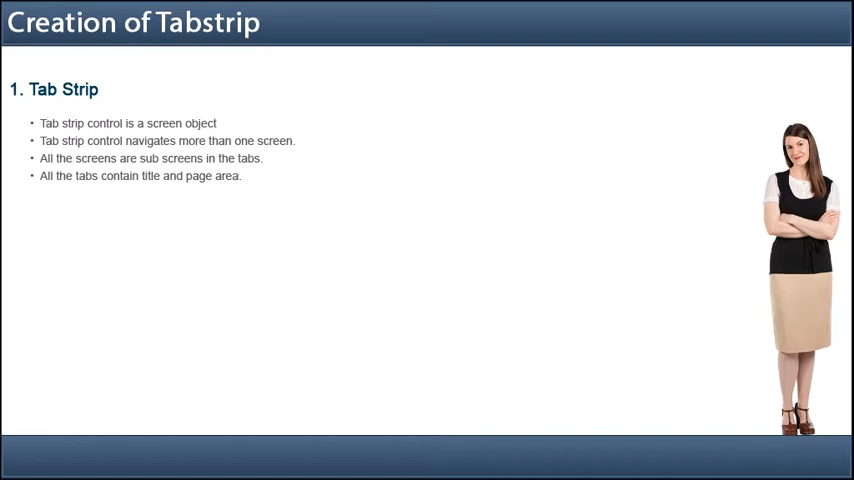 Creation of Tabstrip
1. Tab Strip
• Tab strip control is a screen object
• Tab strip control navigates more than one screen.
• All the screens are sub screens in the tabs.
• All the tabs contain title and page area.